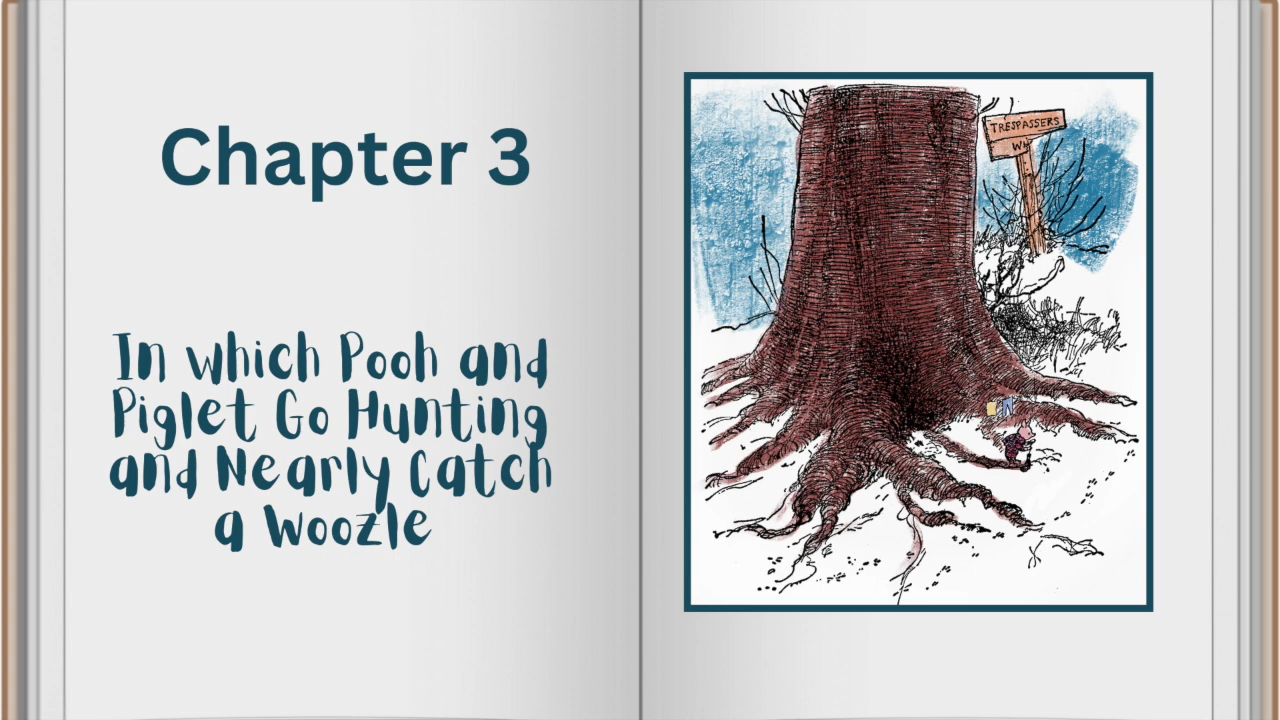 Chapter 3
In which Pooh and
Piglet Go Hunting
and Nearly Catch
a Woozle
TRESPASSERS
W